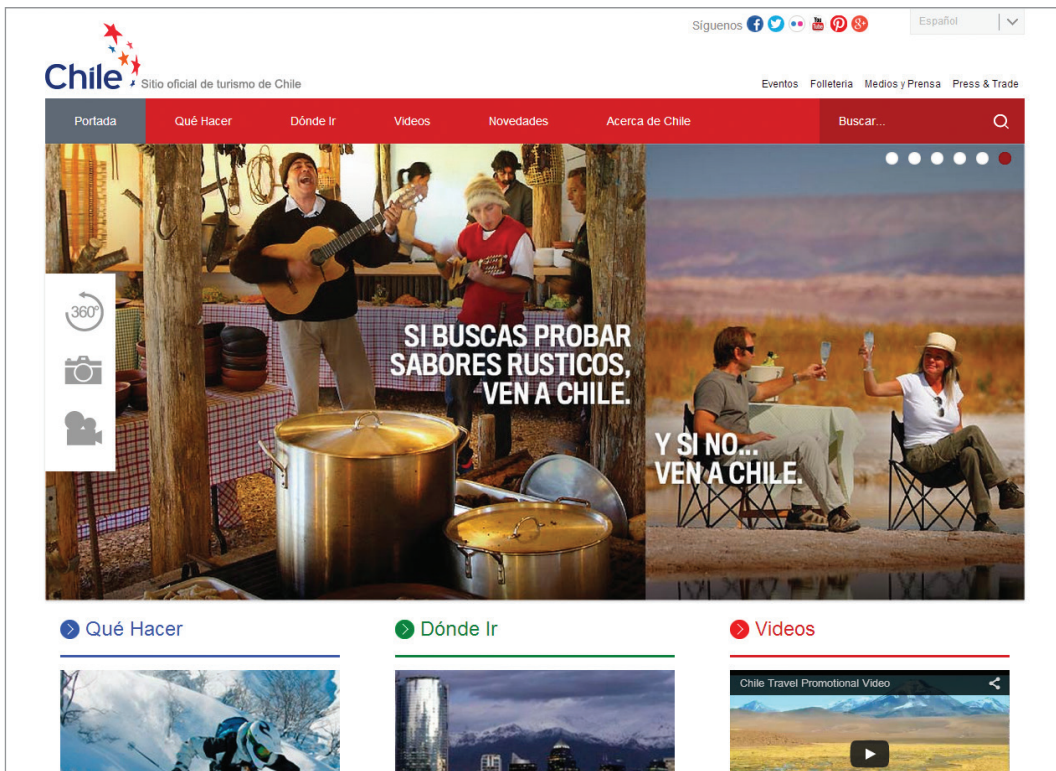 Síguenos
Español
Chile
Sitio oficial de turismo de Chile
Eventos Folleteria Medios y Prensa Press & Trade
Portada Qué Hacer Dónde Ir Videos Novedades Acerca de Chile Buscar...
SI BUSCAS PROBAR
SABORES RUSTICOS,
VEN A CHILE.
Y SI NO...
VEN A CHILE.
360°
Qué Hacer Dónde Ir Videos
Chile Travel Promotional Video